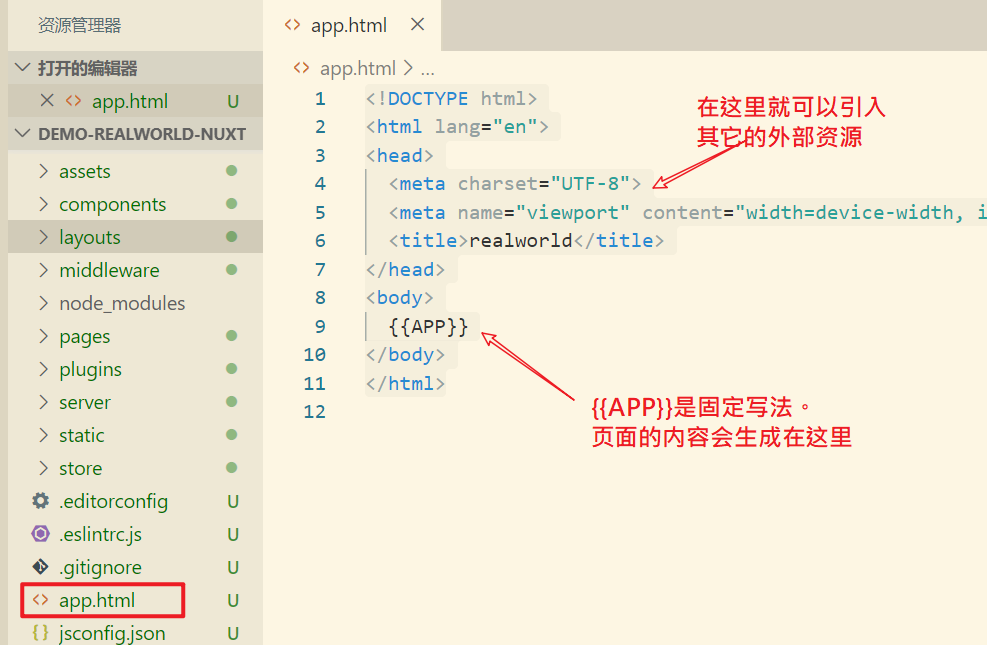 资源管理器
打开的编辑器
app.html U
DEMO-REALWORLD-NUXT
assets
components
layouts
middleware
node_modules
pages
plugins
server
static
store
.editorconfig U
.eslintrc.js U
.gitignore U
app.html U
jsconfig.json U
app.html
app.html > ...
1 <!DOCTYPE html>
2 <html lang="en">
3 <head>
4 <meta charset="UTF-8">
5 <meta name="viewport" content="width=device-width, i
6 <title>realworld</title>
7 </head>
8 <body>
9 {{APP}}
10 </body>
11 </html>
12
在这里就可以引入
其它的外部资源
{{APP}}是固定写法。
页面的内容会生成在这里